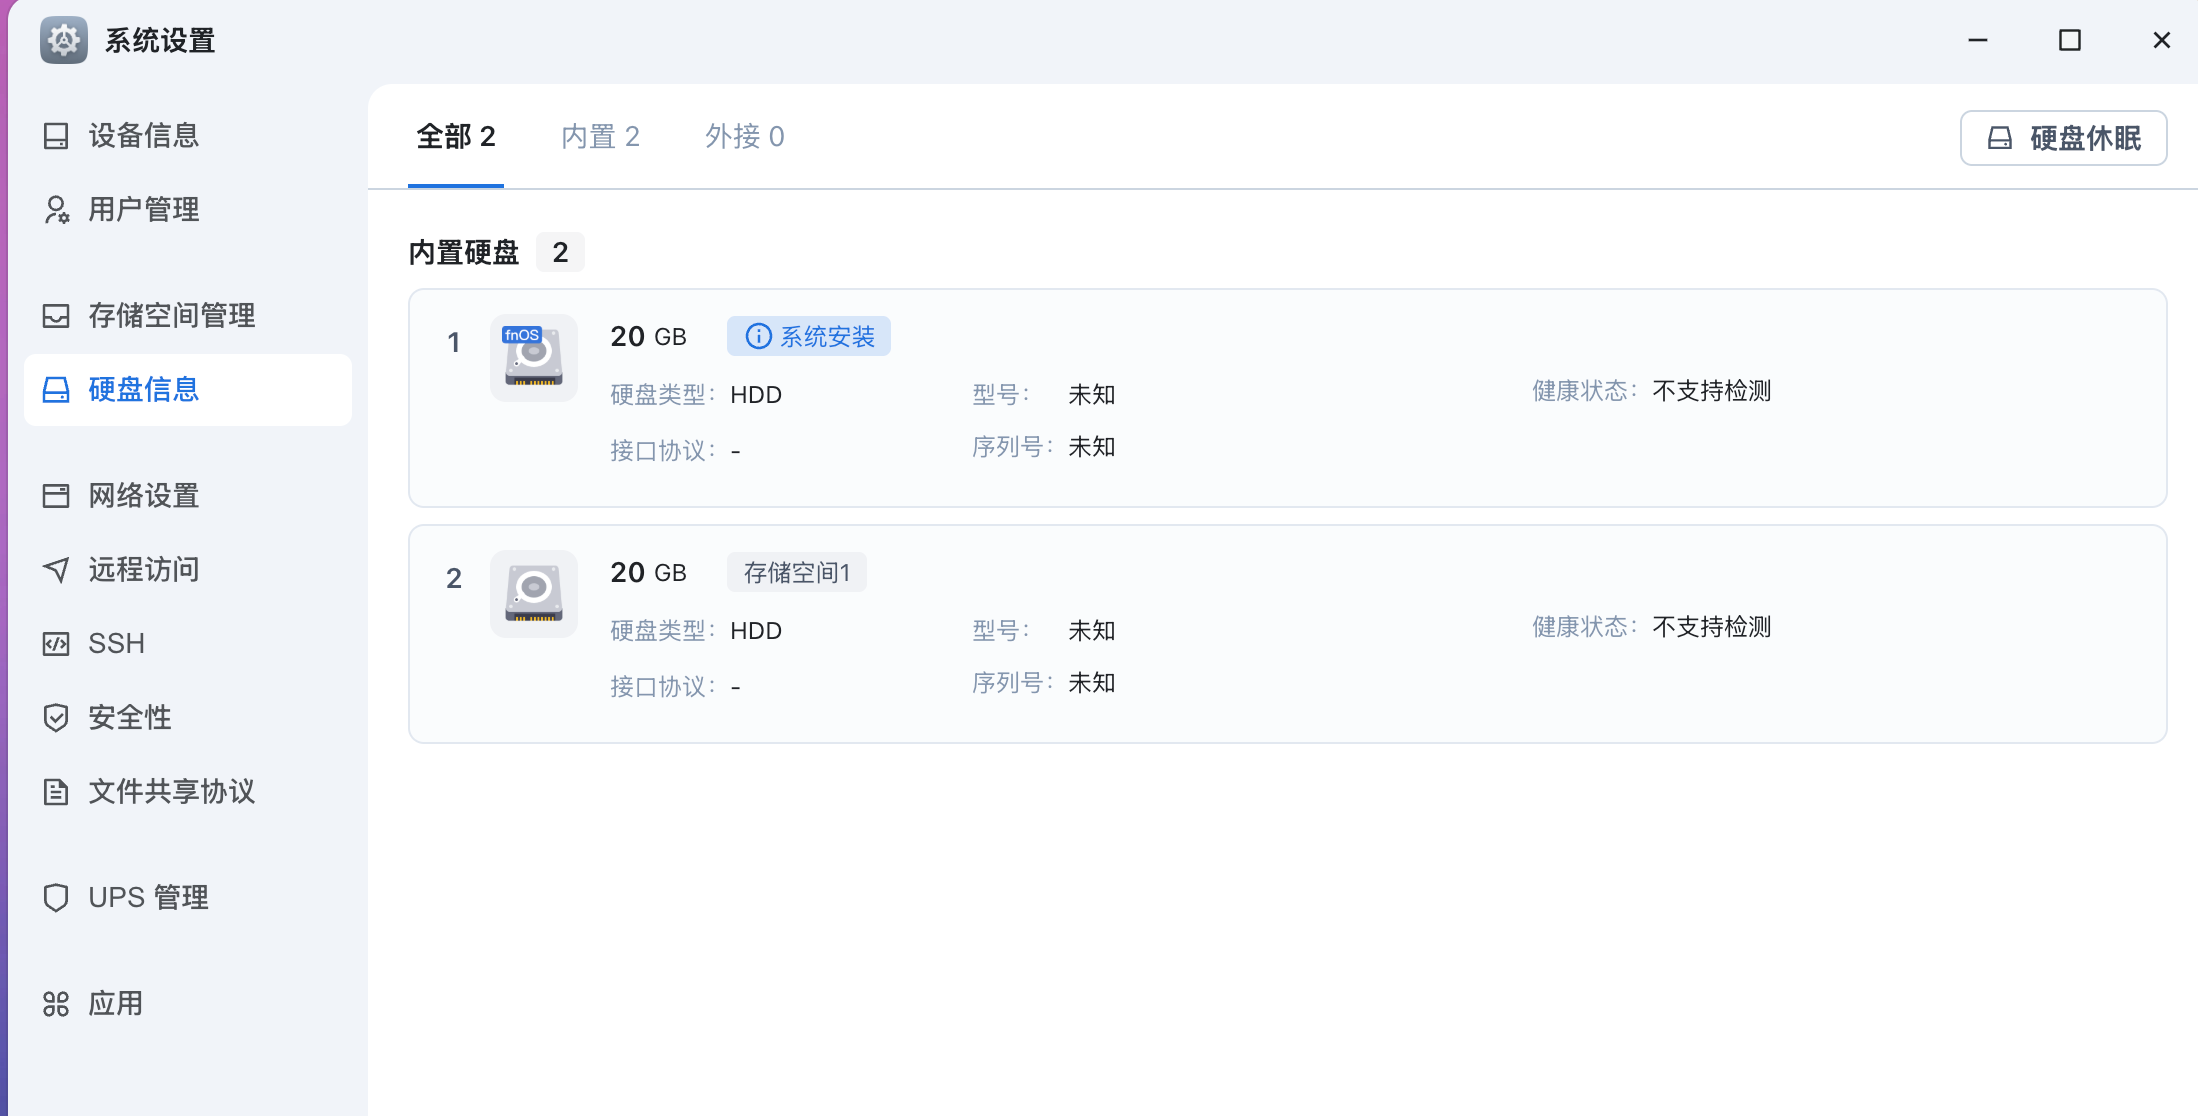 系统设置
设备信息
用户管理
存储空间管理
硬盘信息
网络设置
远程访问
SSH
安全性
文件共享协议
UPS 管理
应用
全部 2
内置 2
外接 0
硬盘休眠
内置硬盘 2
1
fnOS
20 GB 系统安装
硬盘类型: HDD 型号: 未知 健康状态: 不支持检测
接口协议: - 序列号: 未知
2
20 GB 存储空间1
硬盘类型: HDD 型号: 未知 健康状态: 不支持检测
接口协议: - 序列号: 未知